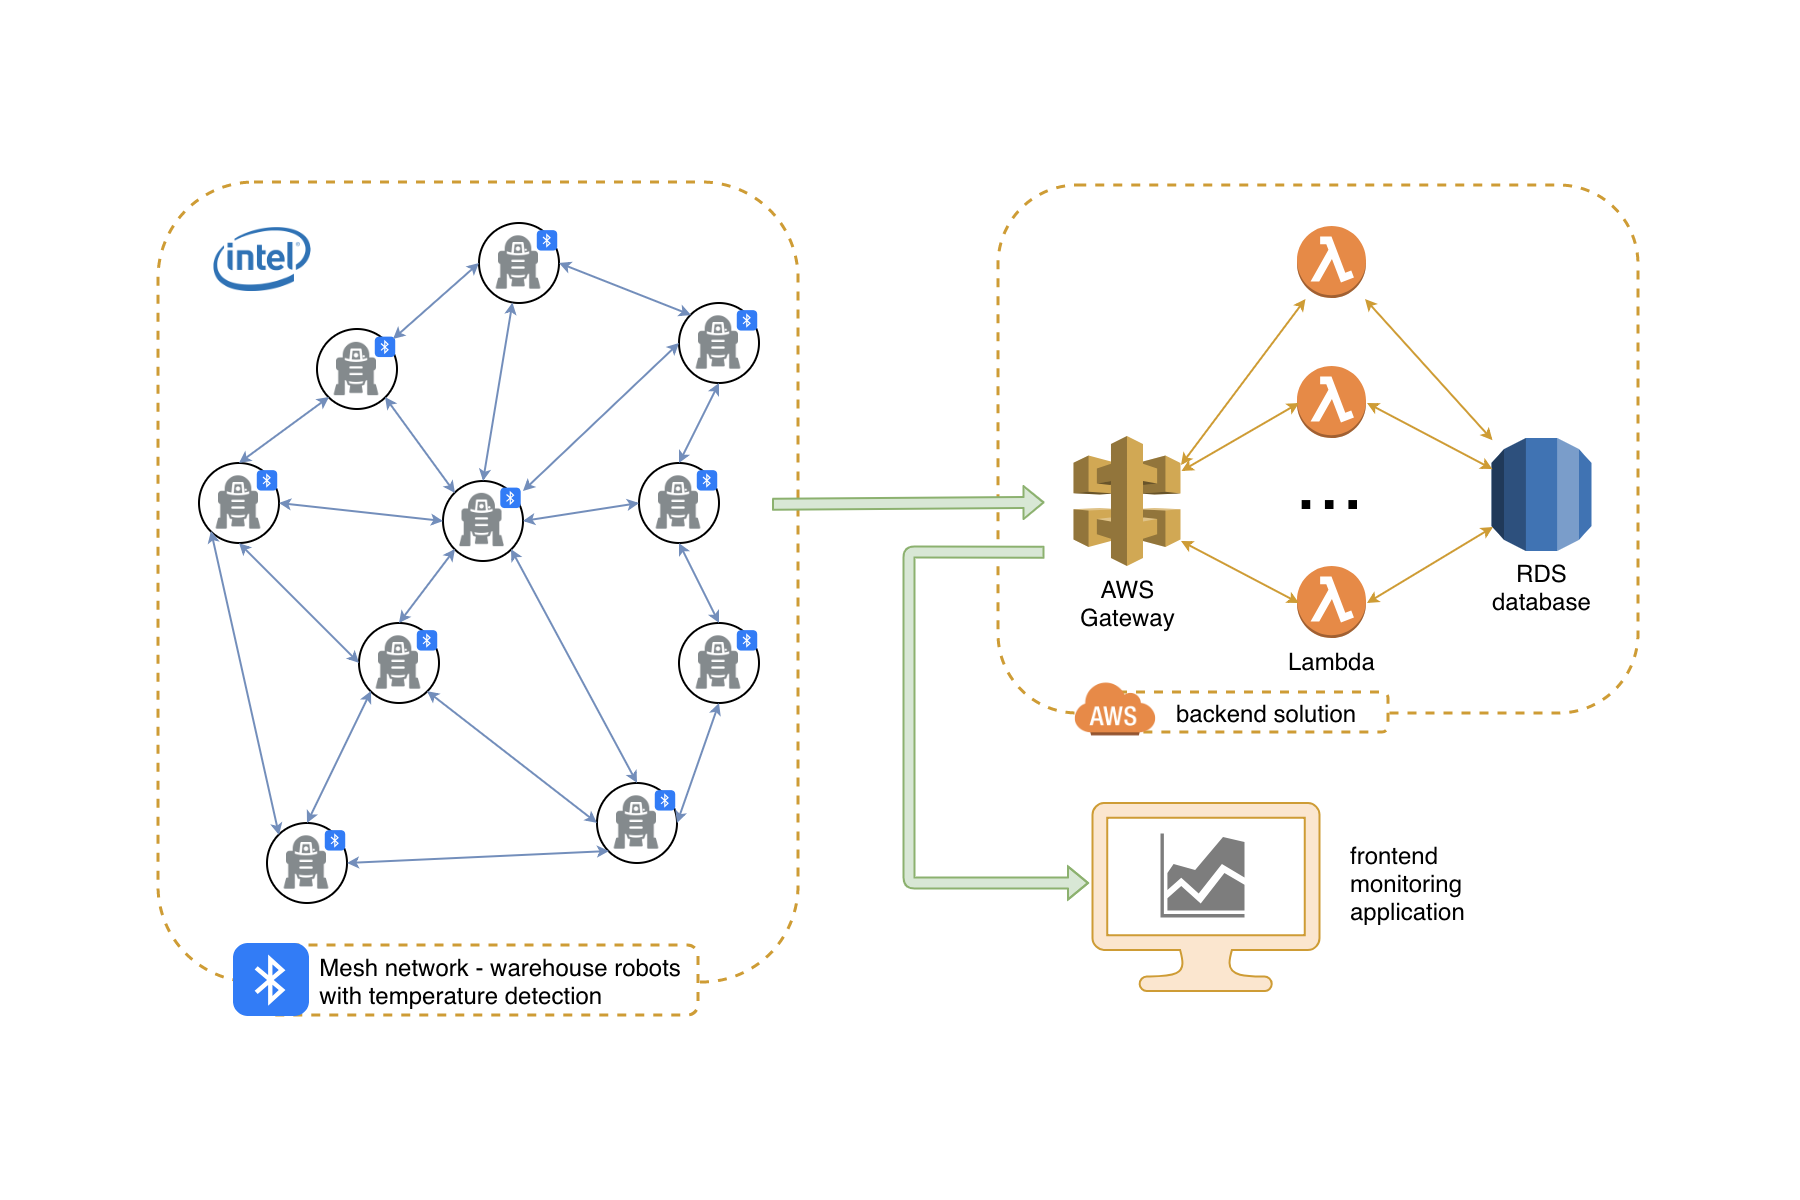 intel
Mesh network - warehouse robots
with temperature detection
AWS
Gateway
...
Lambda
RDS
database
AWS
backend solution
frontend
monitoring
application